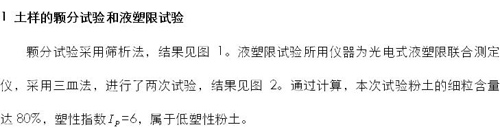 1 土样的颗分试验和液塑限试验
颗分试验采用筛析法，结果见图 1。液塑限试验所用仪器为光电式液塑限联合测定
仪，采用三皿法，进行了两次试验，结果见图 2。通过计算，本次试验粉土的细粒含量
达 80%，塑性指数 IP=6，属于低塑性粉土。